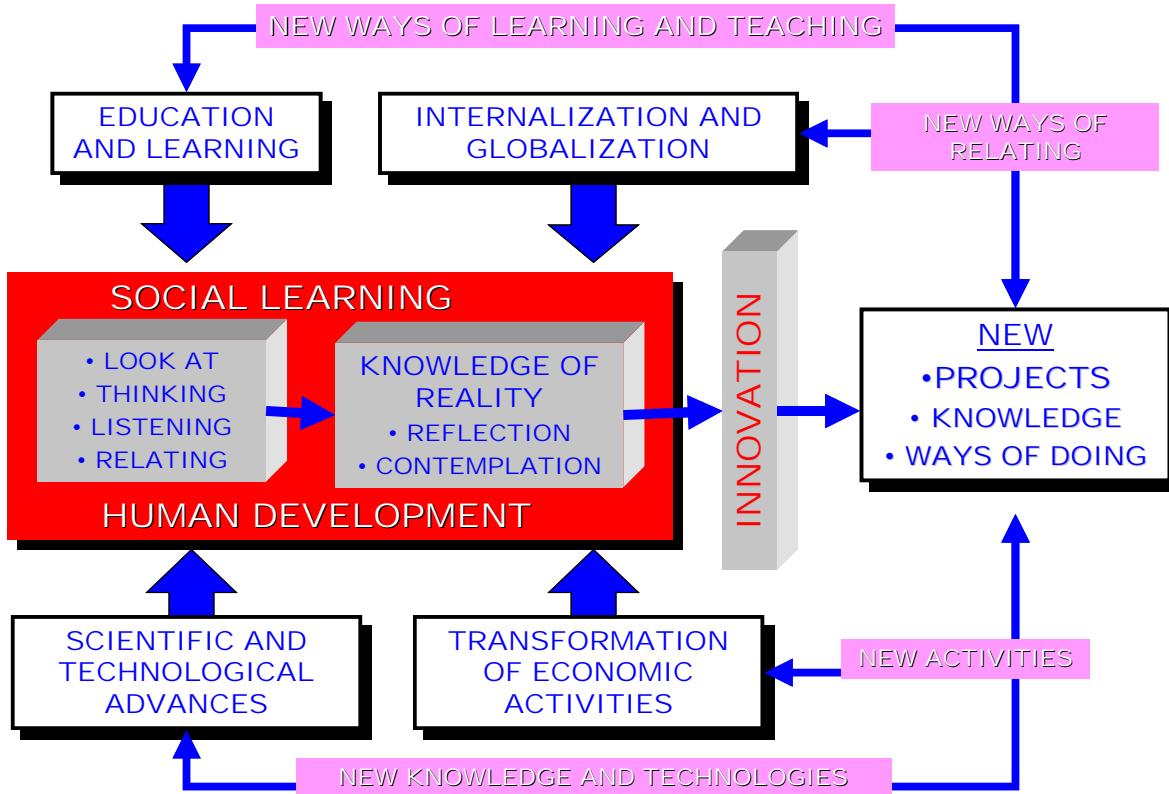 NEW WAYS OF LEARNING AND TEACHING
EDUCATION
AND LEARNING
INTERNALIZATION AND
GLOBALIZATION
NEW WAYS OF
RELATING
SOCIAL LEARNING
• LOOK AT
• THINKING
• LISTENING
• RELATING
KNOWLEDGE OF
REALITY
• REFLECTION
• CONTEMPLATION
HUMAN DEVELOPMENT
INNOVATION
NEW
•PROJECTS
• KNOWLEDGE
• WAYS OF DOING
SCIENTIFIC AND
TECHNOLOGICAL
ADVANCES
TRANSFORMATION
OF ECONOMIC
ACTIVITIES
NEW ACTIVITIES
NEW KNOWLEDGE AND TECHNOLOGIES